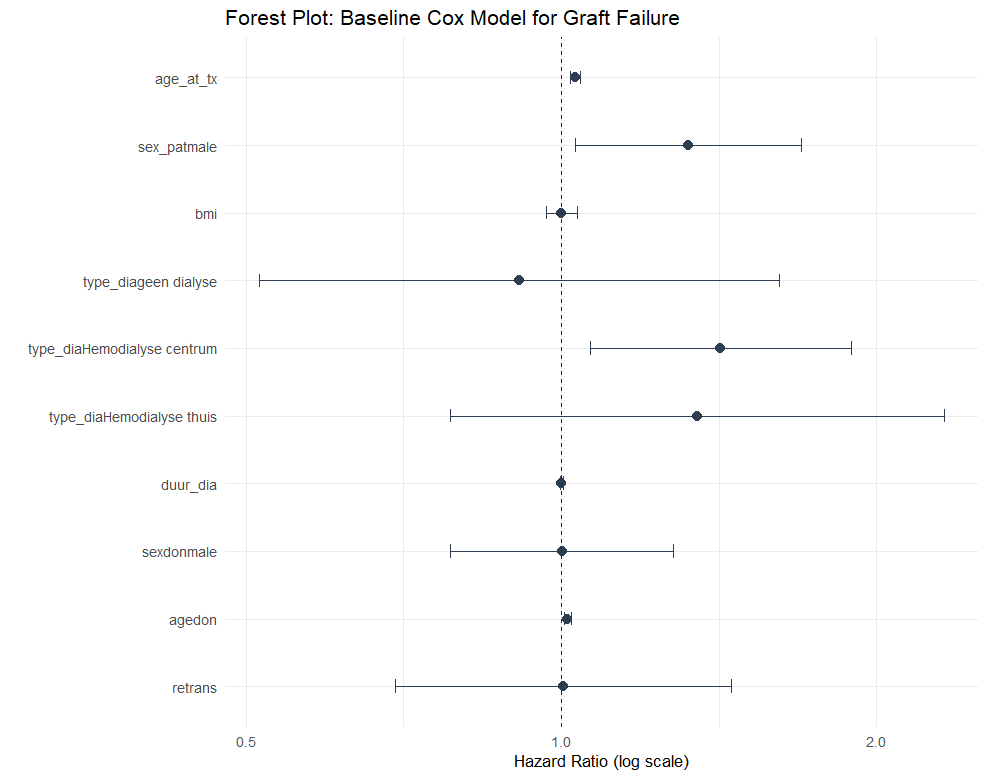 Forest Plot: Baseline Cox Model for Graft Failure
age_at_tx
sex_patmale
bmi
type_diageen dialyse
type_diaHemodialyse centrum
type_diaHemodialyse thuis
duur_dia
sexdonmale
agedon
retrans
0.5 1.0 2.0
Hazard Ratio (log scale)